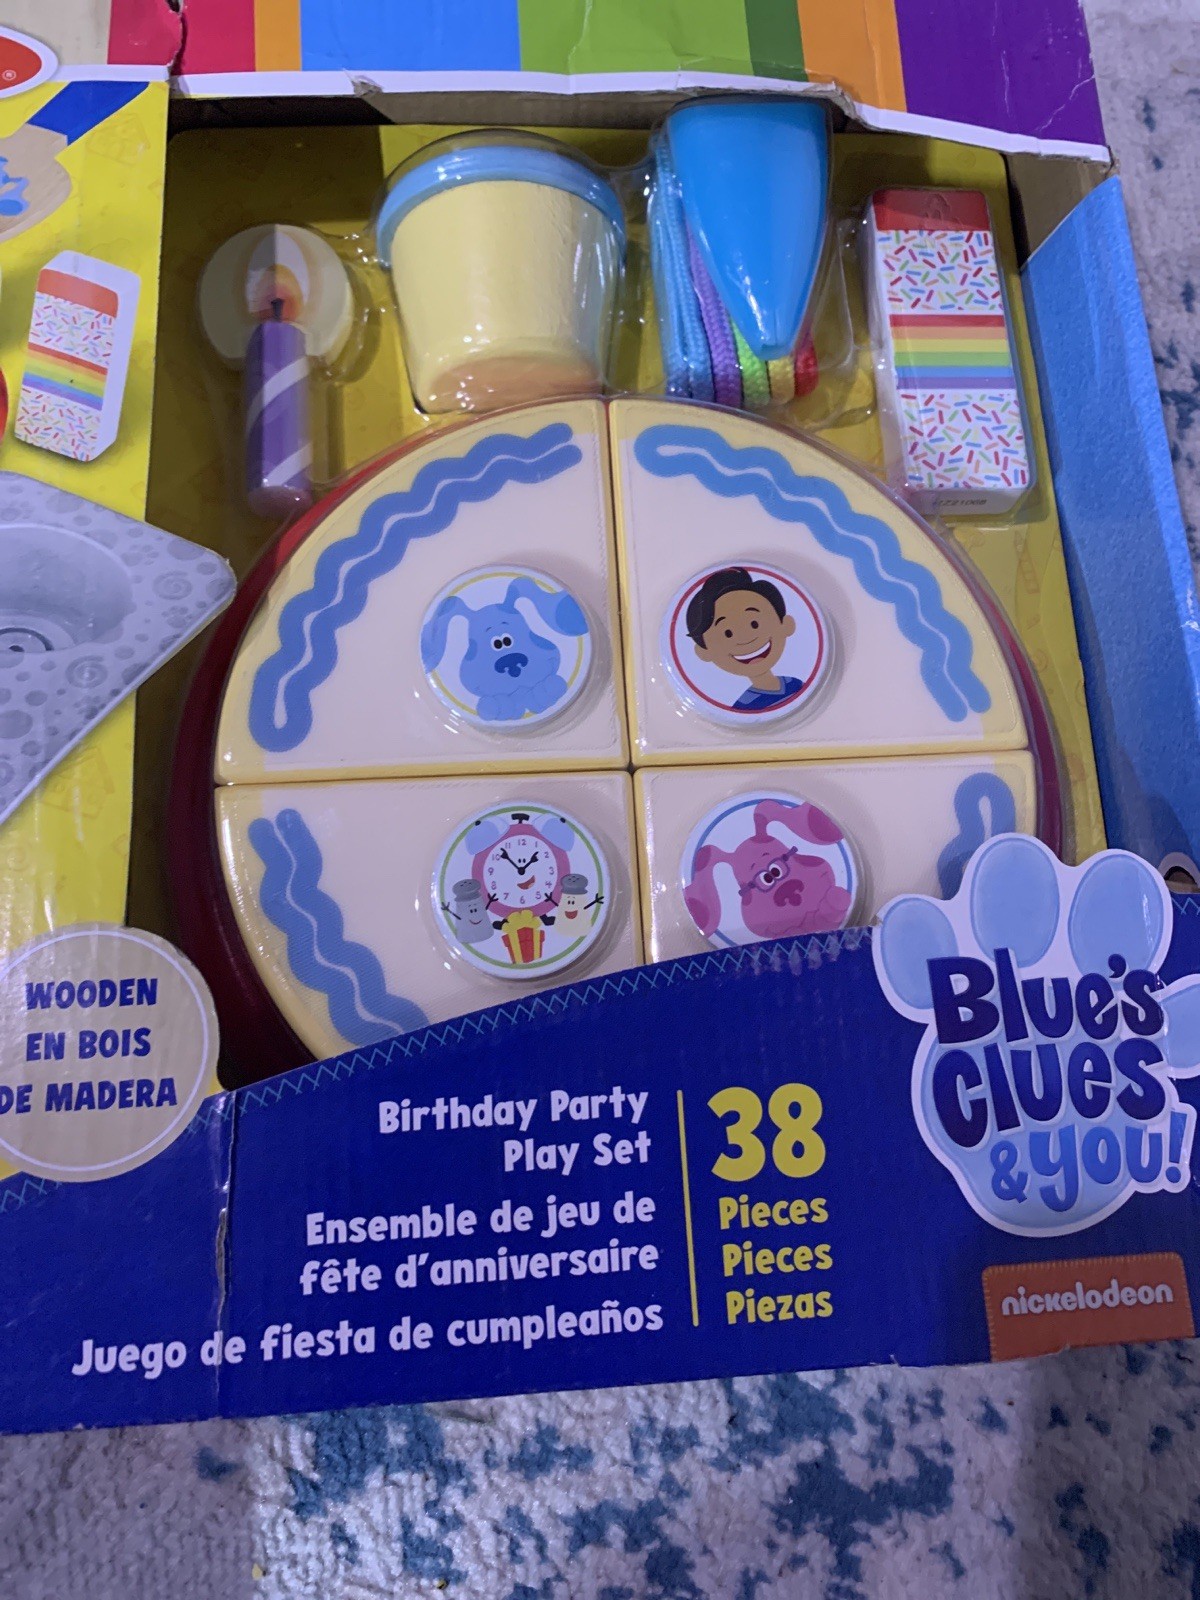 ®
WOODEN
EN BOIS
DE MADERA
Birthday Party
Play Set
Ensemble de jeu de
fête d'anniversaire
Juego de fiesta de cumpleaños
38
Pieces
Pieces
Piezas
Blue's
Clues
& you!
nickelodeon